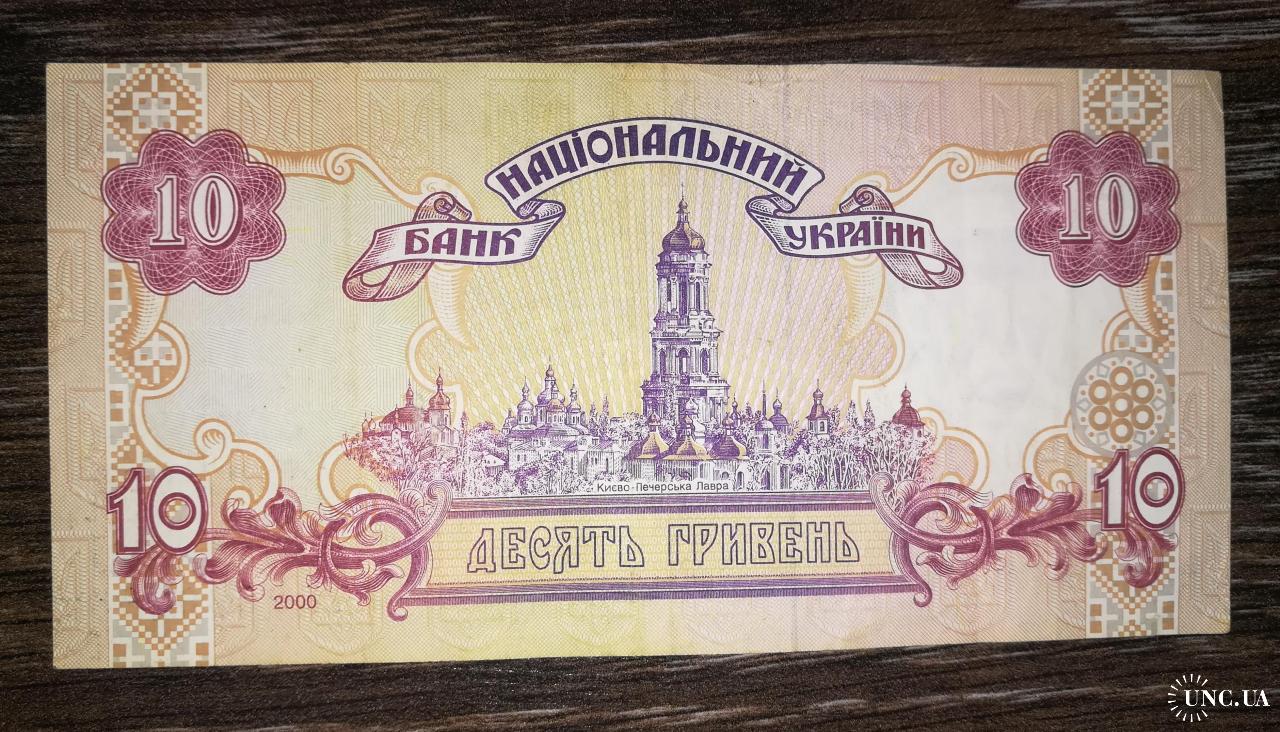 НАЦІОНАЛЬНИЙ
БАНК УКРАЇНИ
10 10
Києво-Печерська Лавра
10 10
ДЕСЯТЬ ГРИВЕНЬ
2000
UNC.UA